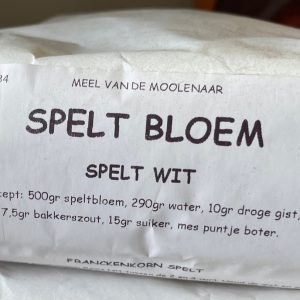 34
MEEL VAN DE MOOLENAAR
SPELT BLOEM
SPELT WIT
cept: 500gr speltbloem, 290gr water, 10gr droge gist,
7,5gr bakkerszout, 15gr suiker, mes puntje boter.
FRANCKENKORN SPELT